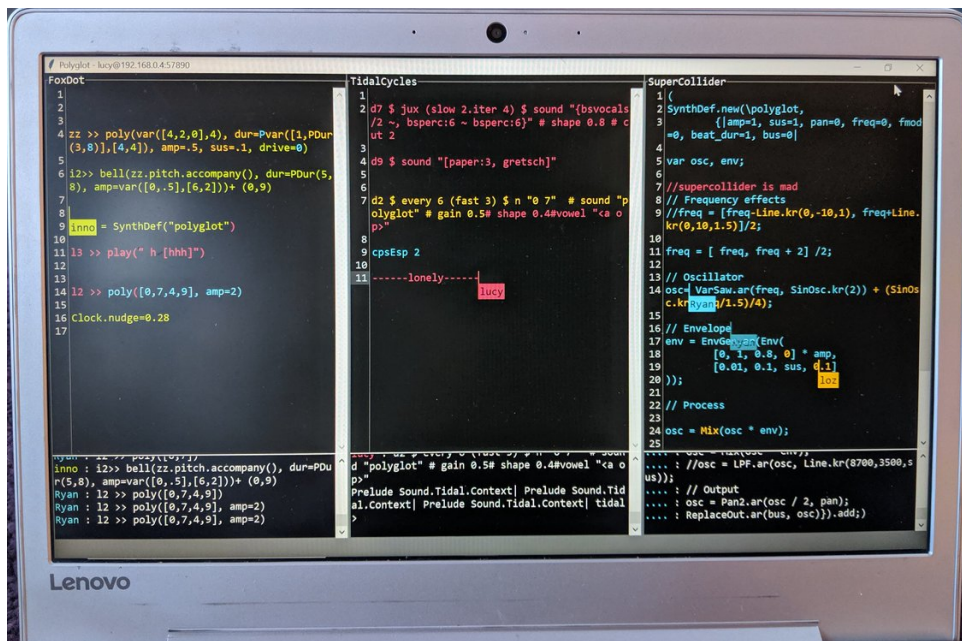 Polyglot - lucy@192.168.0.4:57890
FoxDot
1
2
3
4 zz >> poly(var([4,2,0],4), dur=Pvar([1,PDur
(3,8)],[4,4]), amp=.5, sus=.1, drive=0)
5
6 i2>> bell(zz.pitch.accompany(), dur=PDur(5,
8), amp=var([0,.5],[6,2]))+ (0,9)
7
8
9 inno = SynthDef("polyglot")
10
11 l3 >> play(" h [hhh]")
12
13
14 l2 >> poly([0,7,4,9], amp=2)
15
16 Clock.nudge=0.28
17
inno : i2>> bell(zz.pitch.accompany(), dur=PDu
r(5,8), amp=var([0,.5],[6,2]))+ (0,9)
Ryan : l2 >> poly([0,7,4,9])
Ryan : l2 >> poly([0,7,4,9], amp=2)
Ryan : l2 >> poly([0,7,4,9], amp=2)
TidalCycles
1
2 d7 $ jux (slow 2.iter 4) $ sound "{bsvocals
/2 ~, bsperc:6 ~ bsperc:6}" # shape 0.8 # c
ut 2
3
4 d9 $ sound "[paper:3, gretsch]"
5
6
7 d2 $ every 6 (fast 3) $ n "0 7" # sound "p
olyglot" # gain 0.5# shape 0.4#vowel "<a o
p>"
8
9 cpsEsp 2
10
11 ------lonely------
lucy
d "polyglot" # gain 0.5# shape 0.4#vowel "<a o
p>"
Prelude Sound.Tidal.Context| Prelude Sound.Tid
al.Context| Prelude Sound.Tidal.Context| tidal
>
SuperCollider
1 (
2 SynthDef.new(\polyglot,
3 {|amp=1, sus=1, pan=0, freq=0, fmod
=0, beat_dur=1, bus=0|
4
5 var osc, env;
6
7 //supercollider is mad
8 // Frequency effects
9 //freq = [freq-Line.kr(0,-10,1), freq+Line.
kr(0,10,1.5)]/2;
10
11 freq = [ freq, freq + 2] /2;
12
13 // Oscillator
14 osc= VarSaw.ar(freq, SinOsc.kr(2)) + (SinOs
c.kr Ryan q/1.5)/4);
15
16 // Envelope
17 env = EnvGen (Env(
18 [0, 1, 0.8, 0] * amp,
19 [0.01, 0.1, sus, 0.1]
20 ));
loz
21
22 // Process
23
24 osc = Mix(osc * env);
25
.... : //osc = LPF.ar(osc, Line.kr(8700,3500,s
us));
.... : // Output
.... : osc = Pan2.ar(osc / 2, pan);
.... : ReplaceOut.ar(bus, osc)}).add;)
Lenovo